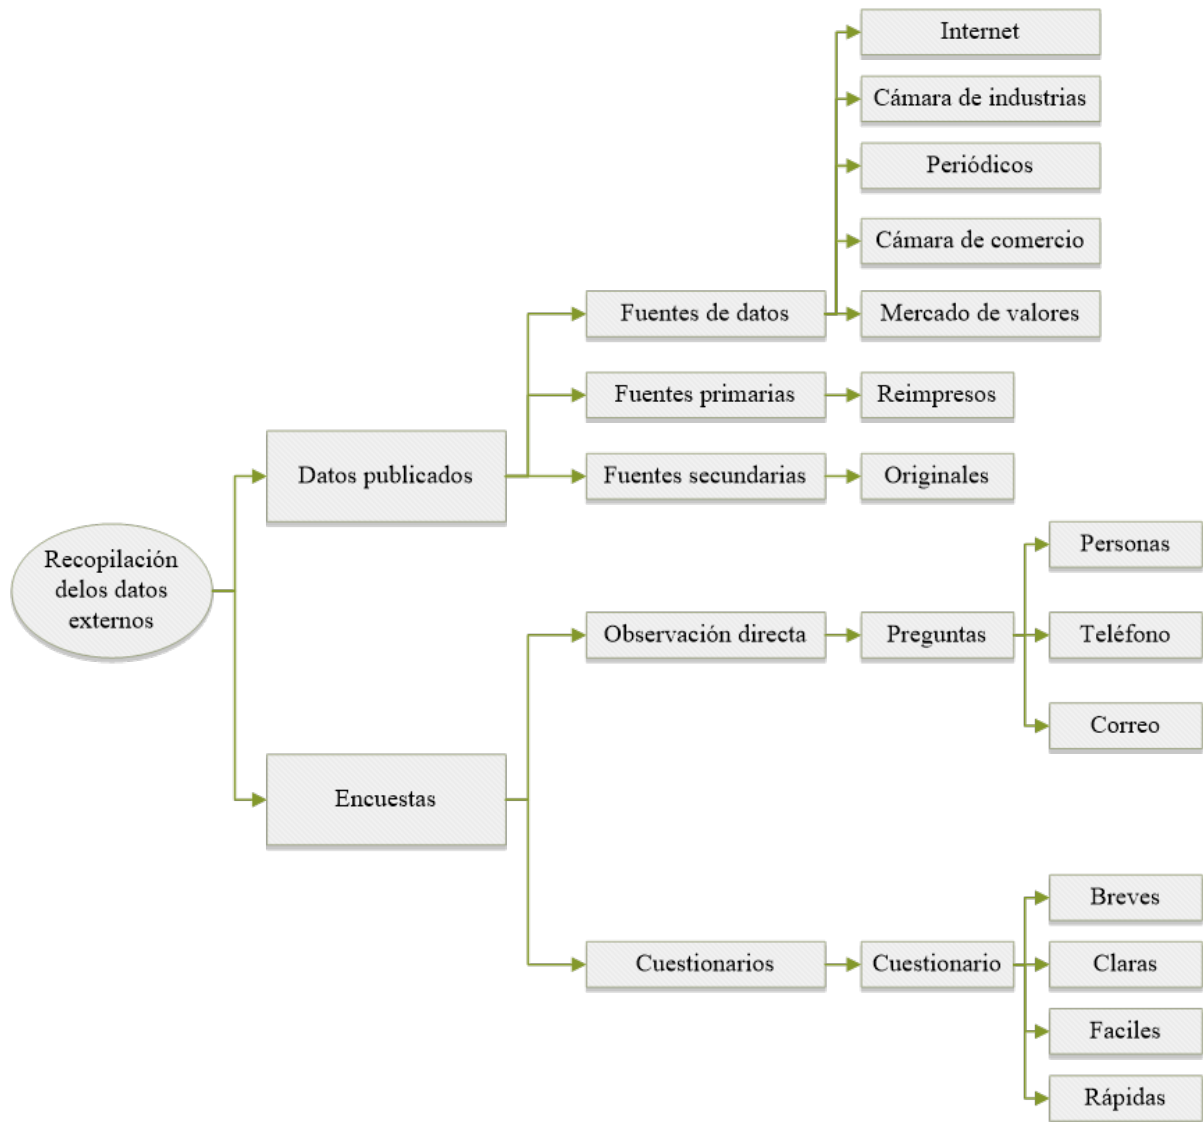 Internet
Cámara de industrias
Periódicos
Cámara de comercio
Fuentes de datos
Mercado de valores
Fuentes primarias
Reimpresos
Datos publicados
Fuentes secundarias
Originales
Recopilación
delos datos
externos
Personas
Observación directa
Preguntas
Teléfono
Correo
Encuestas
Breves
Cuestionarios
Cuestionario
Claras
Faciles
Rápidas